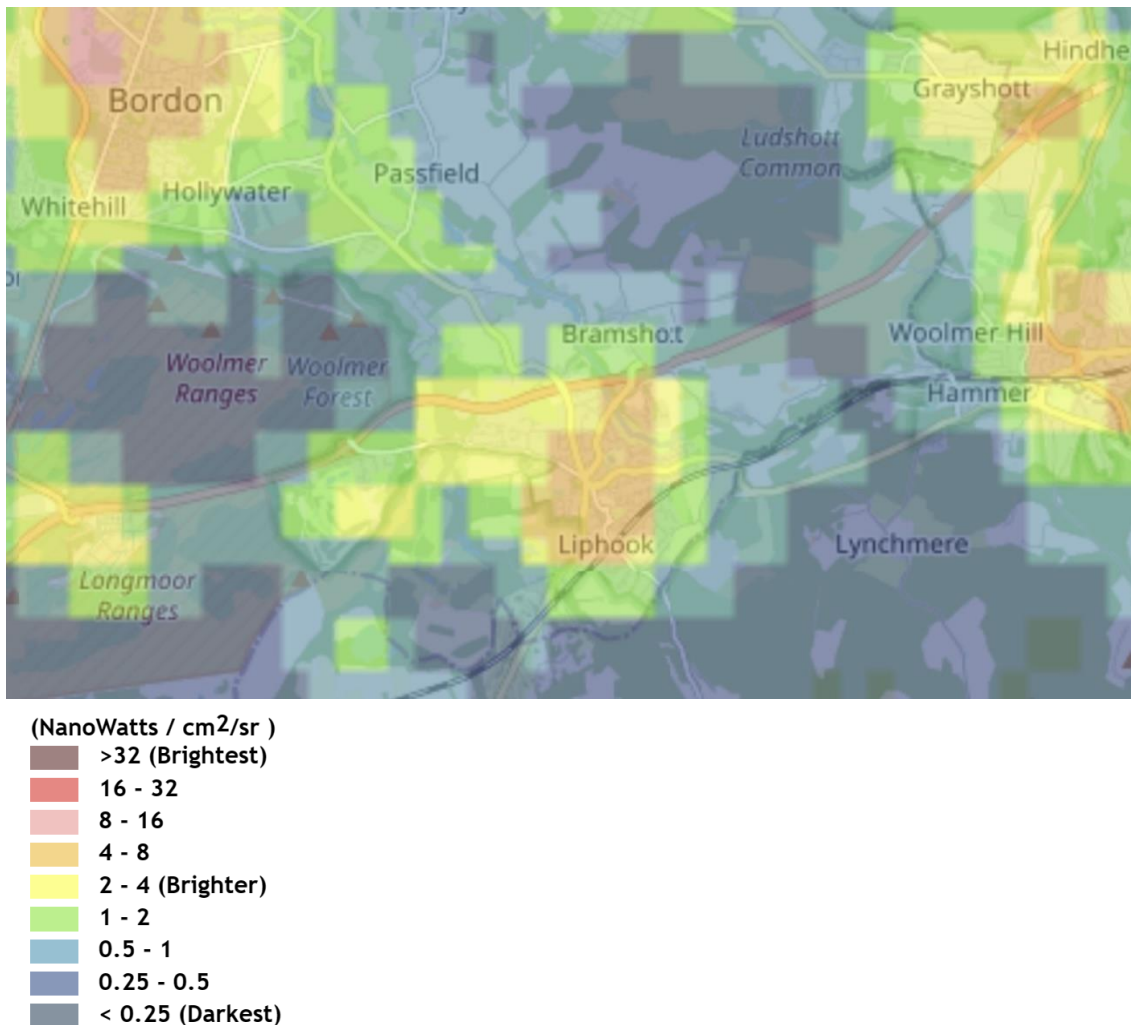 Hindhe
Grayshott
Bordon
Ludshott
Common
Passfield
Hollywater
Whitehill
Bramshott
Woolmer Hill
Woolmer
Ranges
Woolmer
Forest
Hammer
Liphook
Lynchmere
Longmoor
Ranges
(NanoWatts / cm2/sr )
>32 (Brightest)
16 - 32
8 - 16
4 - 8
2 - 4 (Brighter)
1 - 2
0.5 - 1
0.25 - 0.5
< 0.25 (Darkest)